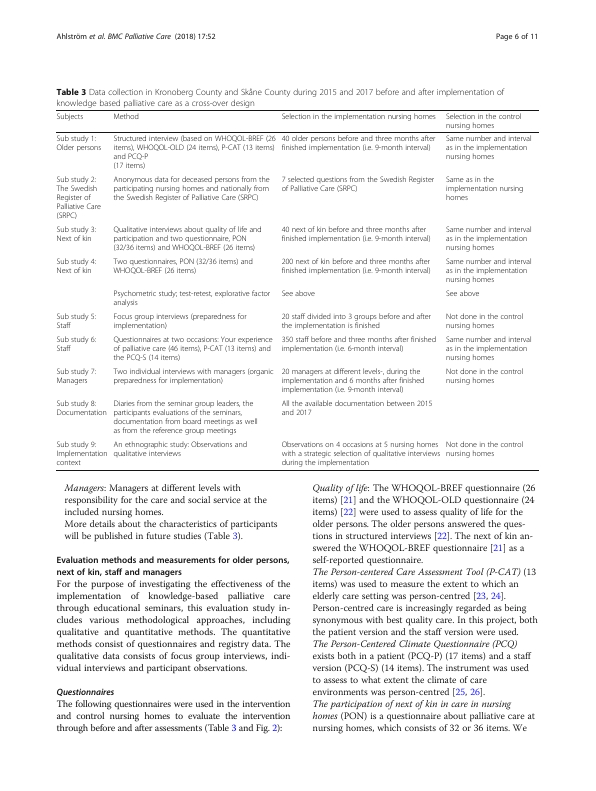 Ahlström et al. BMC Palliative Care (2018) 17:52
Page 6 of 11
Table 3 Data collection in Kronoberg County and Skåne County during 2015 and 2017 before and after implementation of
knowledge based palliative care as a cross-over design
Subjects
Method
Selection in the implementation nursing homes
Selection in the control
nursing homes
Sub study 1:
Older persons
Structured interview (based on WHOQOL-BREF (26
items), WHOQOL-OLD (24 items), P-CAT (13 items)
and PCQ-P
(17 items)
40 older persons before and three months after
finished implementation (i.e. 9-month interval)
Same number and interval
as in the implementation
nursing homes
Sub study 2:
The Swedish
Register of
Palliative Care
(SRPC)
Anonymous data for deceased persons from the
participating nursing homes and nationally from
the Swedish Register of Palliative Care (SRPC)
7 selected questions from the Swedish Register
of Palliative Care (SRPC)
Same as in the
implementation nursing
homes
Sub study 3:
Next of kin
Qualitative interviews about quality of life and
participation and two questionnaire, PON
(32/36 items) and WHOQOL-BREF (26 items)
40 next of kin before and three months after
finished implementation (i.e. 9-month interval)
Same number and interval
as in the implementation
nursing homes
Sub study 4:
Next of kin
Two questionnaires, PON (32/36 items) and
WHOQOL-BREF (26 items)
200 next of kin before and three months after
finished implementation (i.e. 9-month interval)
Same number and interval
as in the implementation
nursing homes
Psychometric study; test-retest, explorative factor
analysis
See above
See above
Sub study 5:
Staff
Focus group interviews (preparedness for
implementation)
20 staff divided into 3 groups before and after
the implementation is finished
Not done in the control
nursing homes
Sub study 6:
Staff
Questionnaires at two occasions: Your experience
of palliative care (46 items), P-CAT (13 items) and
the PCQ-S (14 items)
350 staff before and three months after finished
implementation (i.e. 6-month interval)
Same number and interval
as in the implementation
nursing homes
Sub study 7:
Managers
Two individual interviews with managers (organic
preparedness for implementation)
20 managers at different levels-, during the
implementation and 6 months after finished
implementation (i.e. 9-month interval)
Not done in the control
nursing homes
Sub study 8:
Documentation
Diaries from the seminar group leaders, the
participants evaluations of the seminars,
documentation from board meetings as well
as from the reference group meetings
All the available documentation between 2015
and 2017
Sub study 9:
Implementation
context
An ethnographic study: Observations and
qualitative interviews
Observations on 4 occasions at 5 nursing homes
with a strategic selection of qualitative interviews
during the implementation
Not done in the control
nursing homes
Managers: Managers at different levels with
responsibility for the care and social service at the
included nursing homes.
More details about the characteristics of participants
will be published in future studies (Table 3).
Evaluation methods and measurements for older persons,
next of kin, staff and managers
For the purpose of investigating the effectiveness of the
implementation of knowledge-based palliative care
through educational seminars, this evaluation study in-
cludes various methodological approaches, including
qualitative and quantitative methods. The quantitative
methods consist of questionnaires and registry data. The
qualitative data consists of focus group interviews, indi-
vidual interviews and participant observations.
Questionnaires
The following questionnaires were used in the intervention
and control nursing homes to evaluate the intervention
through before and after assessments (Table 3 and Fig. 2):
Quality of life: The WHOQOL-BREF questionnaire (26
items) [21] and the WHOQOL-OLD questionnaire (24
items) [22] were used to assess quality of life for the
older persons. The older persons answered the ques-
tions in structured interviews [22]. The next of kin an-
swered the WHOQOL-BREF questionnaire [21] as a
self-reported questionnaire.
The Person-centered Care Assessment Tool (P-CAT) (13
items) was used to measure the extent to which an
elderly care setting was person-centred [23, 24].
Person-centred care is increasingly regarded as being
synonymous with best quality care. In this project, both
the patient version and the staff version were used.
The Person-Centred Climate Questionnaire (PCQ)
exists both in a patient (PCQ-P) (17 items) and a staff
version (PCQ-S) (14 items). The instrument was used
to assess to what extent the climate of care
environments was person-centred [25, 26].
The participation of next of kin in care in nursing
homes (PON) is a questionnaire about palliative care at
nursing homes, which consists of 32 or 36 items. We